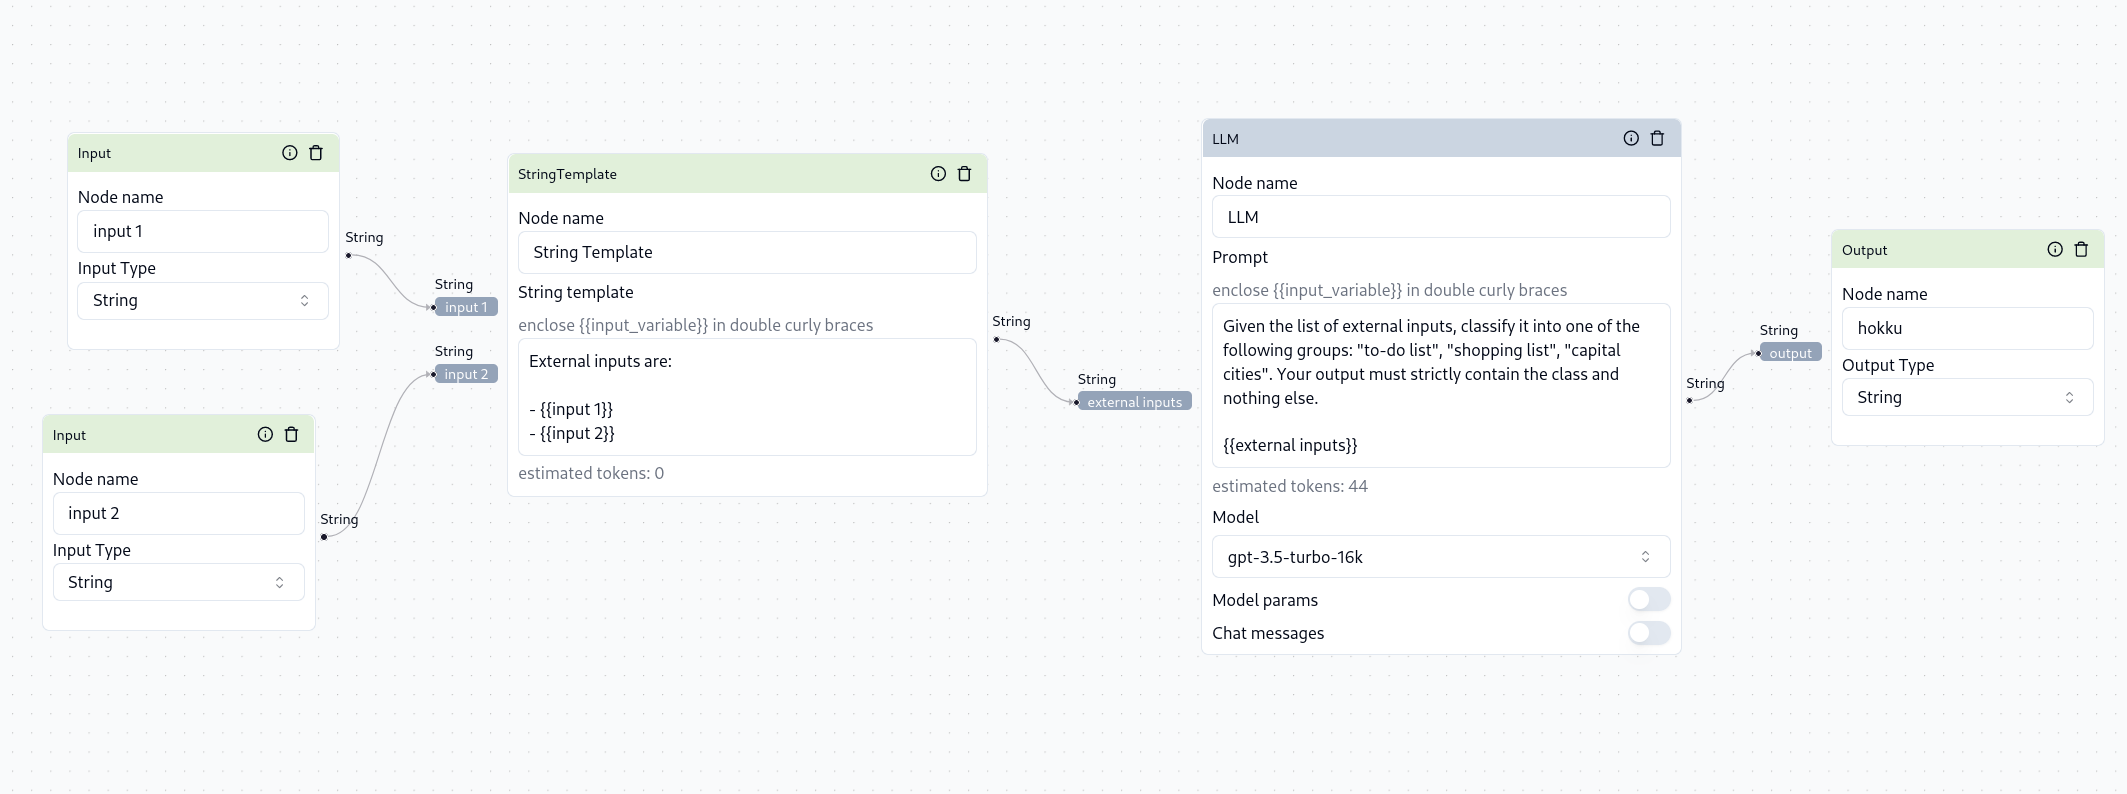 Input
Node name
input 1
Input Type
String
String
Input
Node name
input 2
Input Type
String
String
String
input 1
String
input 2
StringTemplate
Node name
String Template
String template
enclose {{input_variable}} in double curly braces
External inputs are:
- {{input 1}}
- {{input 2}}
estimated tokens: 0
String
String
external inputs
LLM
Node name
LLM
Prompt
enclose {{input_variable}} in double curly braces
Given the list of external inputs, classify it into one of the
following groups: "to-do list", "shopping list", "capital
cities". Your output must strictly contain the class and
nothing else.
{{external inputs}}
estimated tokens: 44
Model
gpt-3.5-turbo-16k
Model params
Chat messages
String
String
output
Output
Node name
hokku
Output Type
String